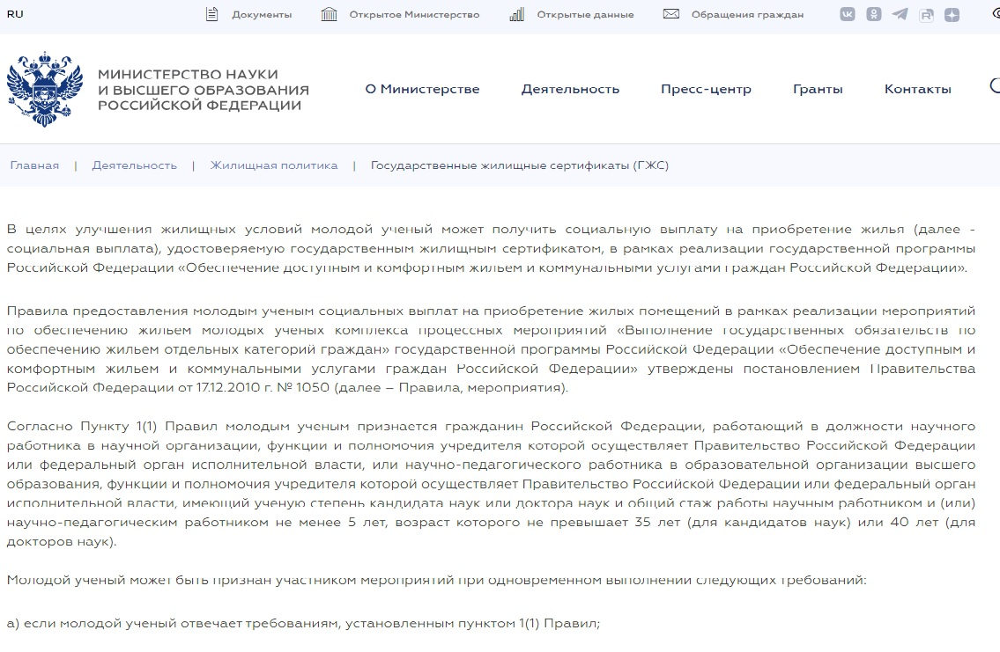 RU Документы Открытое Министерство Открытые данные Обращения граждан
МИНИСТЕРСТВО НАУКИ
И ВЫСШЕГО ОБРАЗОВАНИЯ
РОССИЙСКОЙ ФЕДЕРАЦИИ
О Министерстве Деятельность Пресс-центр Гранты Контакты
Главная | Деятельность | Жилищная политика | Государственные жилищные сертификаты (ГЖС)
В целях улучшения жилищных условий молодой ученый может получить социальную выплату на приобретение жилья (далее -
социальная выплата), удостоверяемую государственным жилищным сертификатом, в рамках реализации государственной программы
Российской Федерации «Обеспечение доступным и комфортным жильем и коммунальными услугами граждан Российской Федерации».
Правила предоставления молодым ученым социальных выплат на приобретение жилых помещений в рамках реализации мероприятий
по обеспечению жильем молодых ученых комплекса процессных мероприятий «Выполнение государственных обязательств по
обеспечению жильем отдельных категорий граждан» государственной программы Российской Федерации «Обеспечение доступным и
комфортным жильем и коммунальными услугами граждан Российской Федерации» утверждены постановлением Правительства
Российской Федерации от 17.12.2010 г. № 1050 (далее – Правила, мероприятия).
Согласно Пункту 1(1) Правил молодым ученым признается гражданин Российской Федерации, работающий в должности научного
работника в научной организации, функции и полномочия учредителя которой осуществляет Правительство Российской Федерации
или федеральный орган исполнительной власти, или научно-педагогического работника в образовательной организации высшего
образования, функции и полномочия учредителя которой осуществляет Правительство Российской Федерации или федеральный орган
исполнительной власти, имеющий ученую степень кандидата наук или доктора наук и общий стаж работы научным работником и (или)
научно-педагогическим работником не менее 5 лет, возраст которого не превышает 35 лет (для кандидатов наук) или 40 лет (для
докторов наук).
Молодой ученый может быть признан участником мероприятий при одновременном выполнении следующих требований:
а) если молодой ученый отвечает требованиям, установленным пунктом 1(1) Правил;